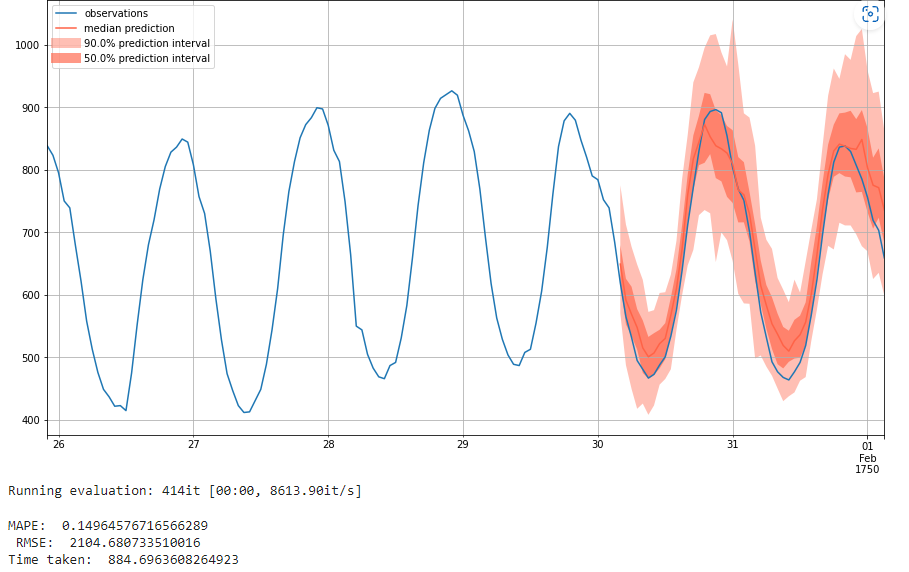 observations
median prediction
90.0% prediction interval
50.0% prediction interval
1000
900
800
700
600
500
400
26
27
28
29
30
31
01
Feb
1750
Running evaluation: 414it [00:00, 8613.90it/s]
MAPE:  0.14964576716566289
RMSE:  2104.680733510016
Time taken:  884.6963608264923